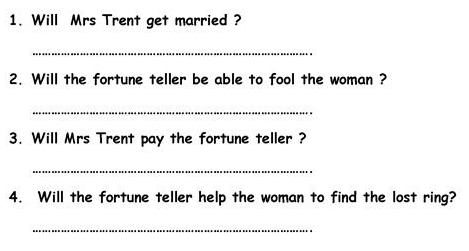 1. Will Mrs Trent get married ?
........................................................................................
2. Will the fortune teller be able to fool the woman ?
........................................................................................
3. Will Mrs Trent pay the fortune teller ?
........................................................................................
4. Will the fortune teller help the woman to find the lost ring?
........................................................................................